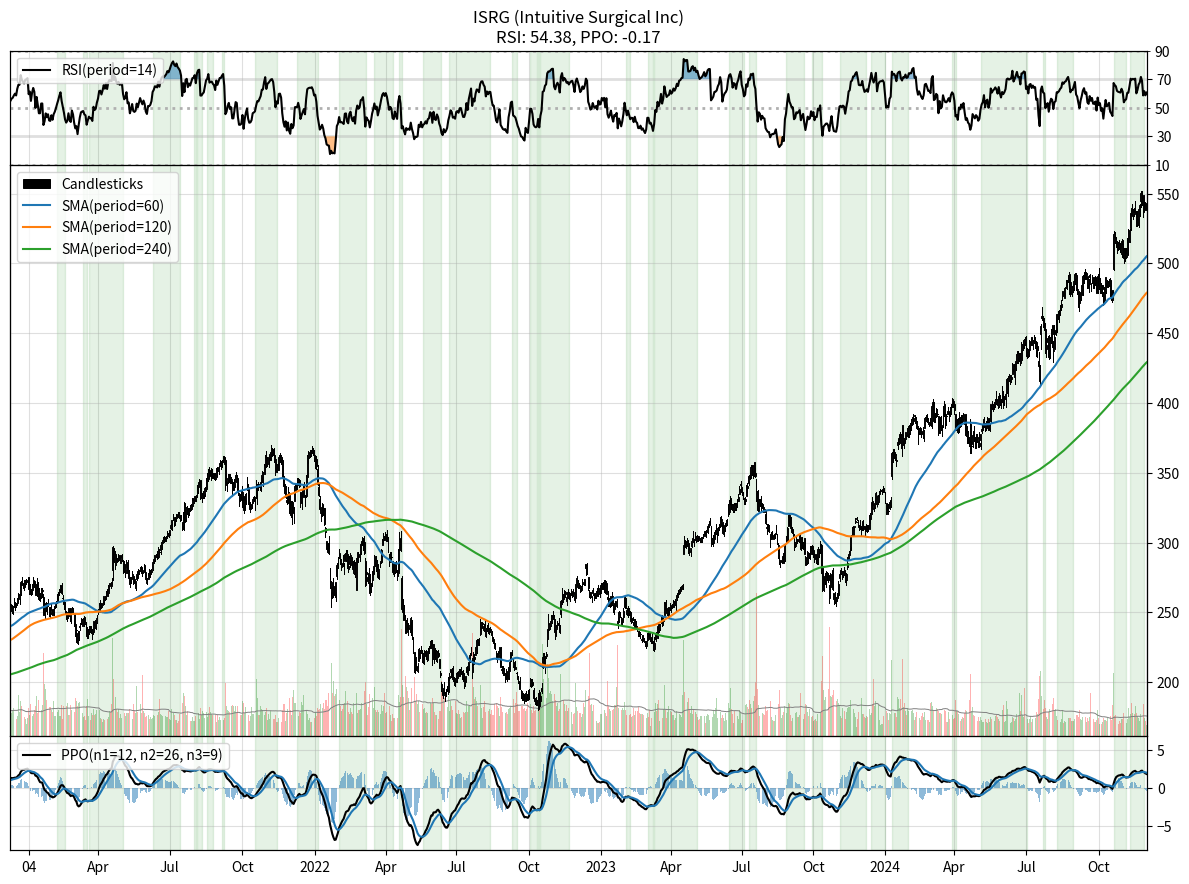 ISRG (Intuitive Surgical Inc)
RSI: 54.38, PPO: -0.17
RSI(period=14)
90
70
50
30
10
Candlesticks
SMA(period=60)
SMA(period=120)
SMA(period=240)
550
500
450
400
350
300
250
200
PPO(n1=12, n2=26, n3=9)
5
0
−5
04 Apr Jul Oct 2022 Apr Jul Oct 2023 Apr Jul Oct 2024 Apr Jul Oct